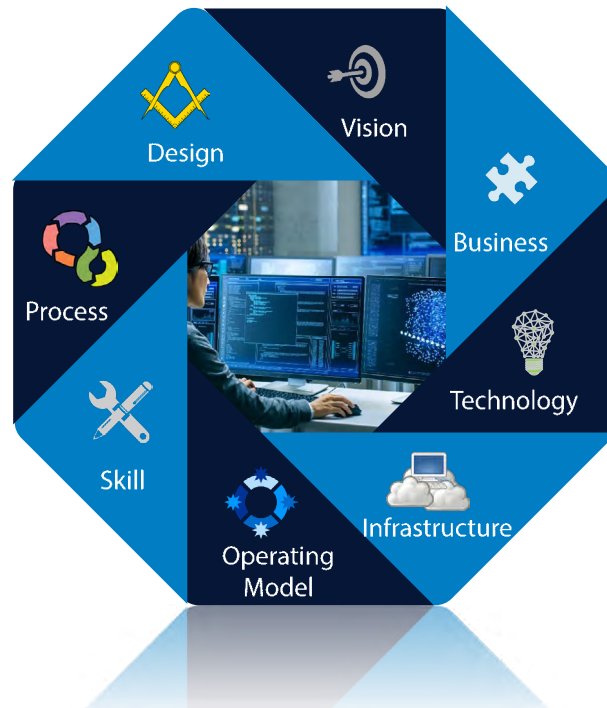 Vision
Design
Business
Process
Technology
Skill
Infrastructure
Operating
Model